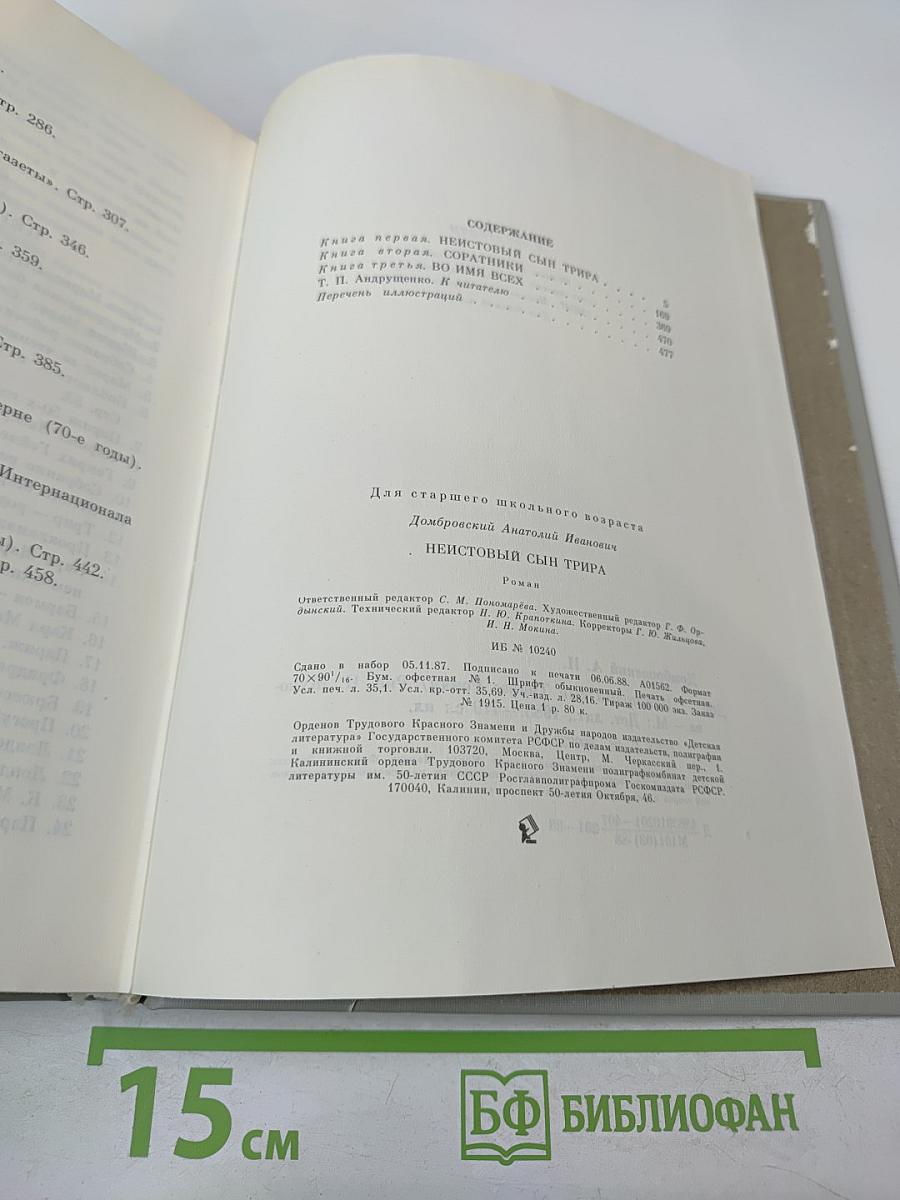 тр. 286.
газеты». Стр. 307.
). Стр. 346.
359.
Стр. 385.
ерне (70-е годы).
Интернационала
ы). Стр. 442.
р. 458.
СОДЕРЖАНИЕ
Книга первая. НЕИСТОВЫЙ СЫН ТРИРА . . . . 5
Книга вторая. СОРАТНИКИ . . . . . . . . 169
Книга третья. ВО ИМЯ ВСЕХ . . . . . . . 369
Т. П. Андрущенко. К читателю . . . . . . . 470
Перечень иллюстраций . . . . . . . . . 477
Для старшего школьного возраста
Домбровский Анатолий Иванович
НЕИСТОВЫЙ СЫН ТРИРА
Роман
Ответственный редактор С. М. Пономарёва. Художественный редактор Г. Ф. Ор-
дынский. Технический редактор Н. Ю. Крапоткина. Корректоры Г. Ю. Жильцова,
И. Н. Мокина.
ИБ № 10240
Сдано в набор 05.11.87. Подписано к печати 06.06.88. А01562. Формат
70×90¹/₁₆. Бум. офсетная № 1. Шрифт обыкновенный. Печать офсетная.
Усл. печ. л. 35,1. Усл. кр.-отт. 35,69. Уч.-изд. л. 28,16. Тираж 100 000 экз. Заказ
№ 1915. Цена 1 р. 80 к.
Орденов Трудового Красного Знамени и Дружбы народов издательство «Детская
литература» Государственного комитета РСФСР по делам издательств, полиграфии
и книжной торговли. 103720, Москва, Центр, М. Черкасский пер., 1.
Калининский ордена Трудового Красного Знамени полиграфкомбинат детской
литературы им. 50-летия СССР Росглавполиграфпрома Госкомиздата РСФСР.
170040, Калинин, проспект 50-летия Октября, 46.
15 см
БФ БИБЛИОФАН